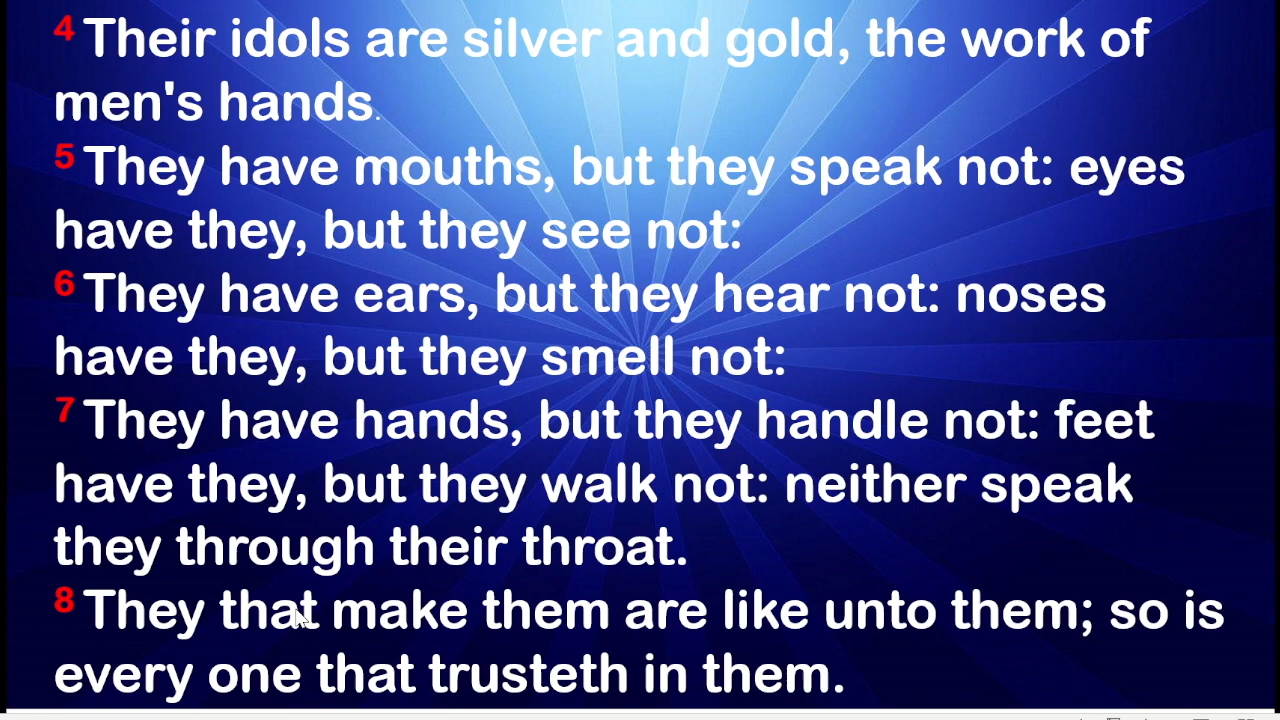 4 Their idols are silver and gold, the work of
men's hands.
5 They have mouths, but they speak not: eyes
have they, but they see not:
6 They have ears, but they hear not: noses
have they, but they smell not:
7 They have hands, but they handle not: feet
have they, but they walk not: neither speak
they through their throat.
8 They that make them are like unto them; so is
every one that trusteth in them.